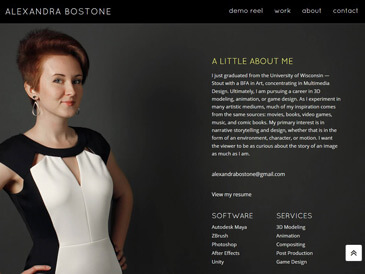 ALEXANDRA BOSTONE
demo reel work about contact
A LITTLE ABOUT ME
I just graduated from the University of Wisconsin —
Stout with a BFA in Art, concentrating in Multimedia
Design. Ultimately, I am pursuing a career in 3D
modeling, animation, or game design. As I experiment in
many artistic mediums, much of my inspiration comes
from the same sources: movies, books, video games,
music, and comic books. My primary interest is in
narrative storytelling and design, whether that is in the
form of an environment, character, or motion. I want
the viewer to be as curious about the story of an image
as much as I am.
alexandrabostone@gmail.com
View my resume
SOFTWARE
Autodesk Maya
ZBrush
Photoshop
After Effects
Unity
SERVICES
3D Modeling
Animation
Compositing
Post Production
Game Design